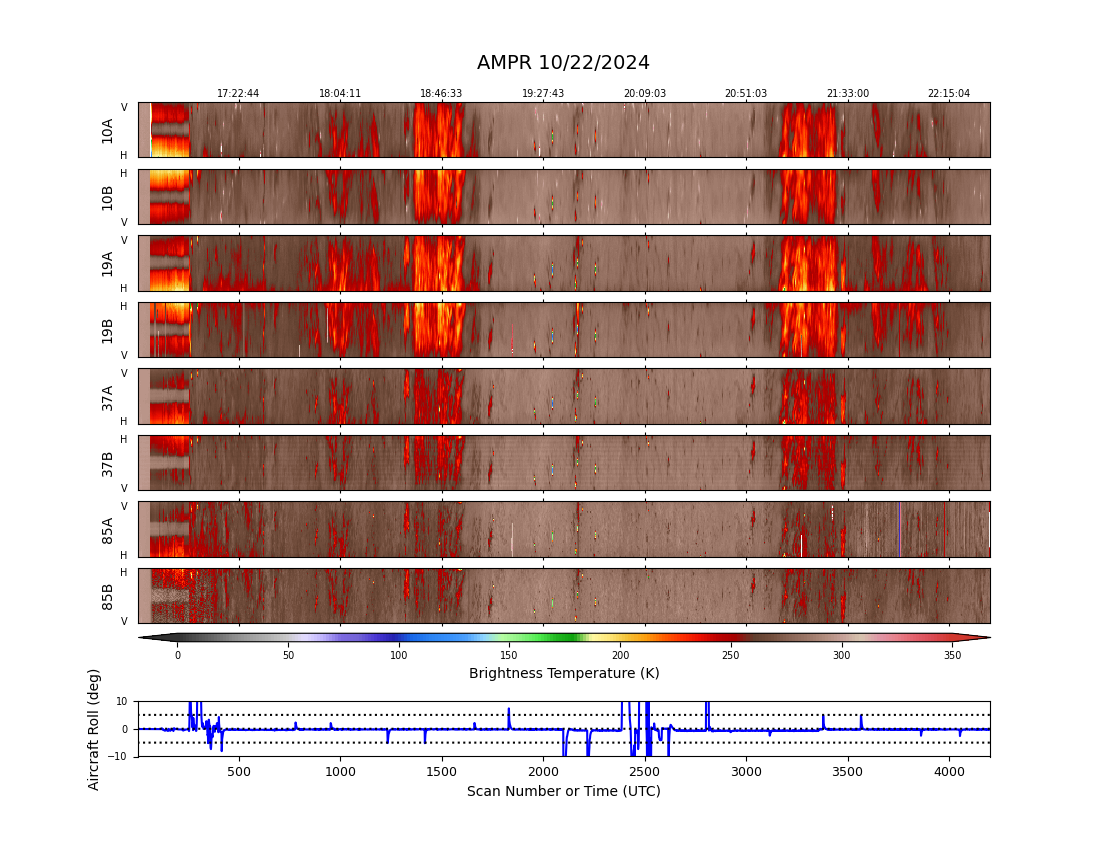 AMPR 10/22/2024
17:22:44 18:04:11 18:46:33 19:27:43 20:09:03 20:51:03 21:33:00 22:15:04
V
10A
H
H
10B
V
V
19A
H
H
19B
V
V
37A
H
H
37B
V
V
85A
H
H
85B
V
0 50 100 150 200 250 300 350
Brightness Temperature (K)
Aircraft Roll (deg)
10
0
−10
500 1000 1500 2000 2500 3000 3500 4000
Scan Number or Time (UTC)